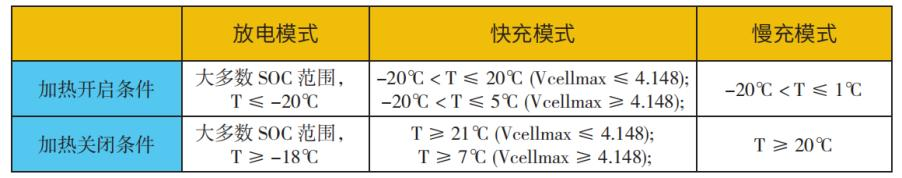 放电模式 快充模式 慢充模式
加热开启条件 大多数 SOC 范围， T ≤ -20℃ -20℃ < T ≤ 20℃ (Vcellmax ≤ 4.148); -20℃ < T ≤ 5℃ (Vcellmax ≥ 4.148); -20℃ < T ≤ 1℃
加热关闭条件 大多数 SOC 范围， T ≥ -18℃ T ≥ 21℃ (Vcellmax ≤ 4.148); T ≥ 7℃ (Vcellmax ≥ 4.148); T ≥ 20℃